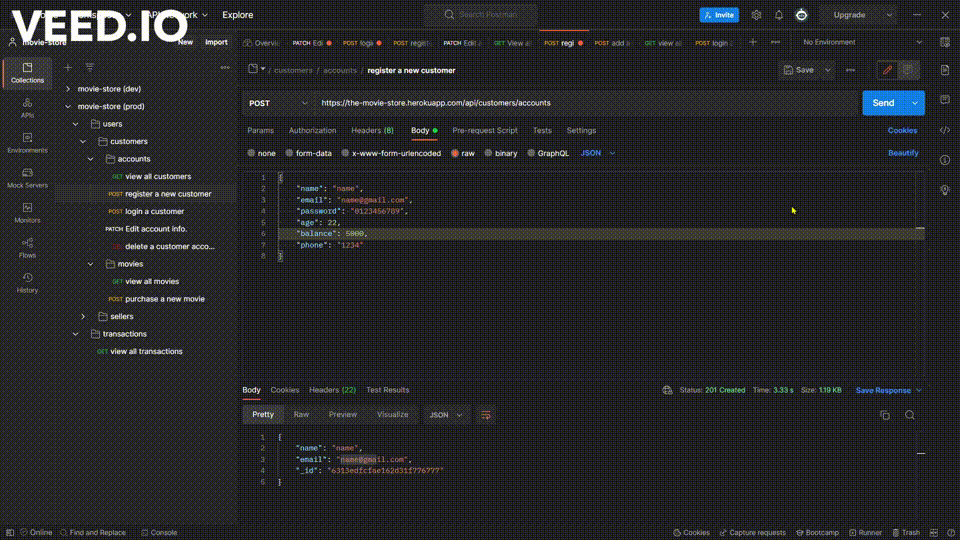 VEED.IO
Explore
Search Postman
Invite
Upgrade
movie-store
New
Import
Overvi
PATCH Edi
POST loga
POST regis
PATCH Edit
GET View a
POST regi
POST add a
GET view al
POST login
No Environment
Collections
APIs
Environments
Mock Servers
Monitors
Flows
History
movie-store (dev)
movie-store (prod)
users
customers
accounts
GET view all customers
POST register a new customer
POST login a customer
PATCH Edit account info.
delete a customer acco...
movies
GET view all movies
POST purchase a new movie
sellers
transactions
GET view all transactions
/ customers / accounts / register a new customer
Save
POST
https://the-movie-store.herokuapp.com/api/customers/accounts
Send
Params
Authorization
Headers (8)
Body
Pre-request Script
Tests
Settings
Cookies
none
form-data
x-www-form-urlencoded
raw
binary
GraphQL
JSON
Beautify
1 {
2 "name": "name",
3 "email": "name@gmail.com",
4 "password": "0123456789",
5 "age": 22,
6 "balance": 5000,
7 "phone": "1234"
8 }
Body
Cookies
Headers (22)
Test Results
Status: 201 Created
Time: 3.33 s
Size: 1.19 KB
Save Response
Pretty
Raw
Preview
Visualize
JSON
1 {
2 "name": "name",
3 "email": "name@gmail.com",
4 "_id": "6313edfcfae162d31f776777"
5 }
Online
Find and Replace
Console
Cookies
Capture requests
Bootcamp
Runner
Trash